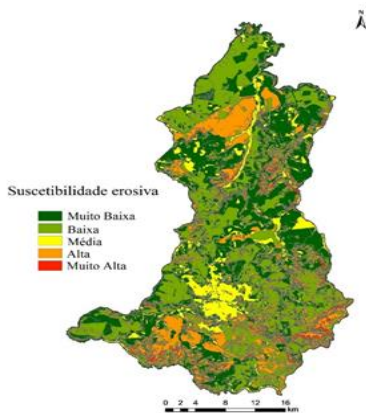 N
Suscetibilidade erosiva
Muito Baixa
Baixa
Média
Alta
Muito Alta
0 2 4 8 12 16
km